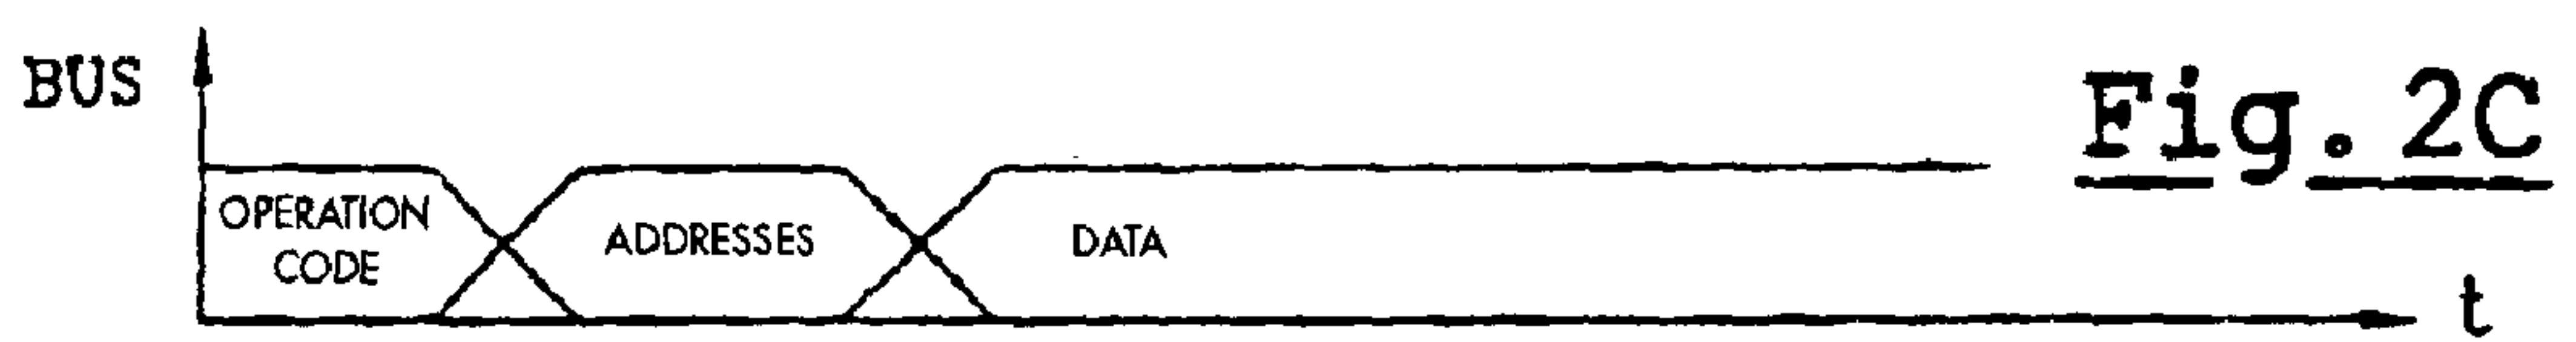 BUS
Fig. 2C
OPERATION
CODE
ADDRESSES
DATA
t